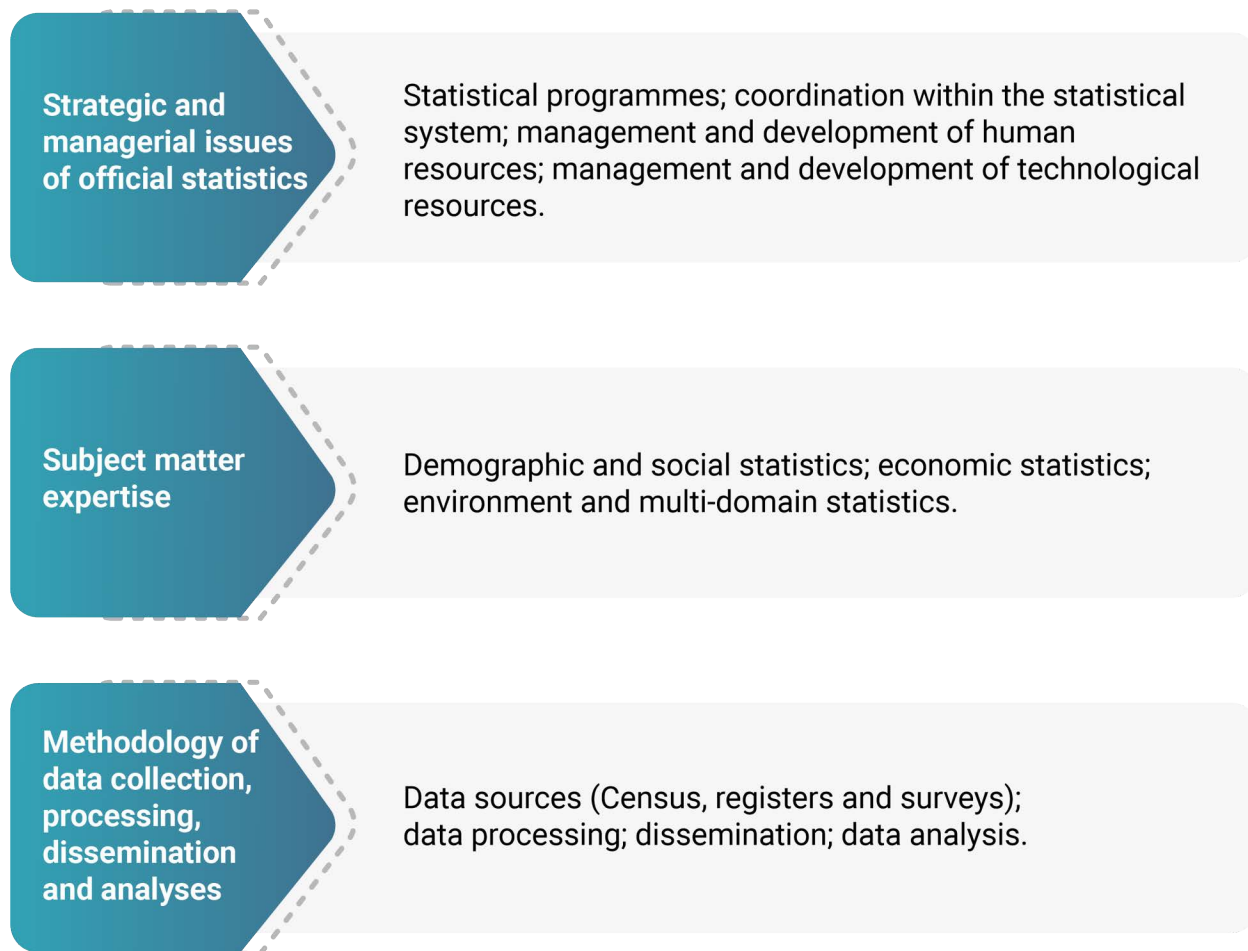 Strategic and
managerial issues
of official statistics
Statistical programmes; coordination within the statistical
system; management and development of human
resources; management and development of technological
resources.
Subject matter
expertise
Demographic and social statistics; economic statistics;
environment and multi-domain statistics.
Methodology of
data collection,
processing,
dissemination
and analyses
Data sources (Census, registers and surveys);
data processing; dissemination; data analysis.